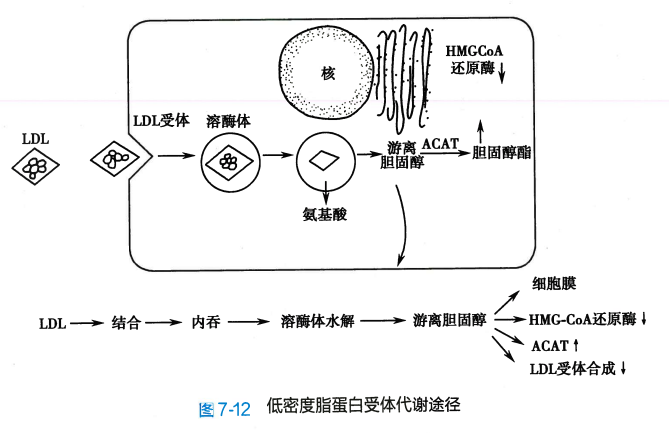 核
HMGCoA
还原酶↓
LDL受体
溶酶体
LDL
游离
胆固醇
ACAT
↑
胆固醇酯
氨基酸
LDL → 结合 → 内吞 → 溶酶体水解 → 游离胆固醇
细胞膜
HMG-CoA还原酶↓
ACAT↑
LDL受体合成↓
图7-12 低密度脂蛋白受体代谢途径